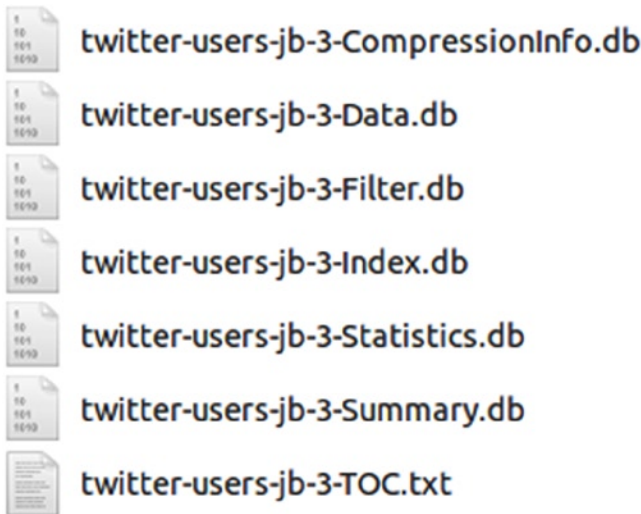 twitter-users-jb-3-CompressionInfo.db
twitter-users-jb-3-Data.db
twitter-users-jb-3-Filter.db
twitter-users-jb-3-Index.db
twitter-users-jb-3-Statistics.db
twitter-users-jb-3-Summary.db
twitter-users-jb-3-TOC.txt